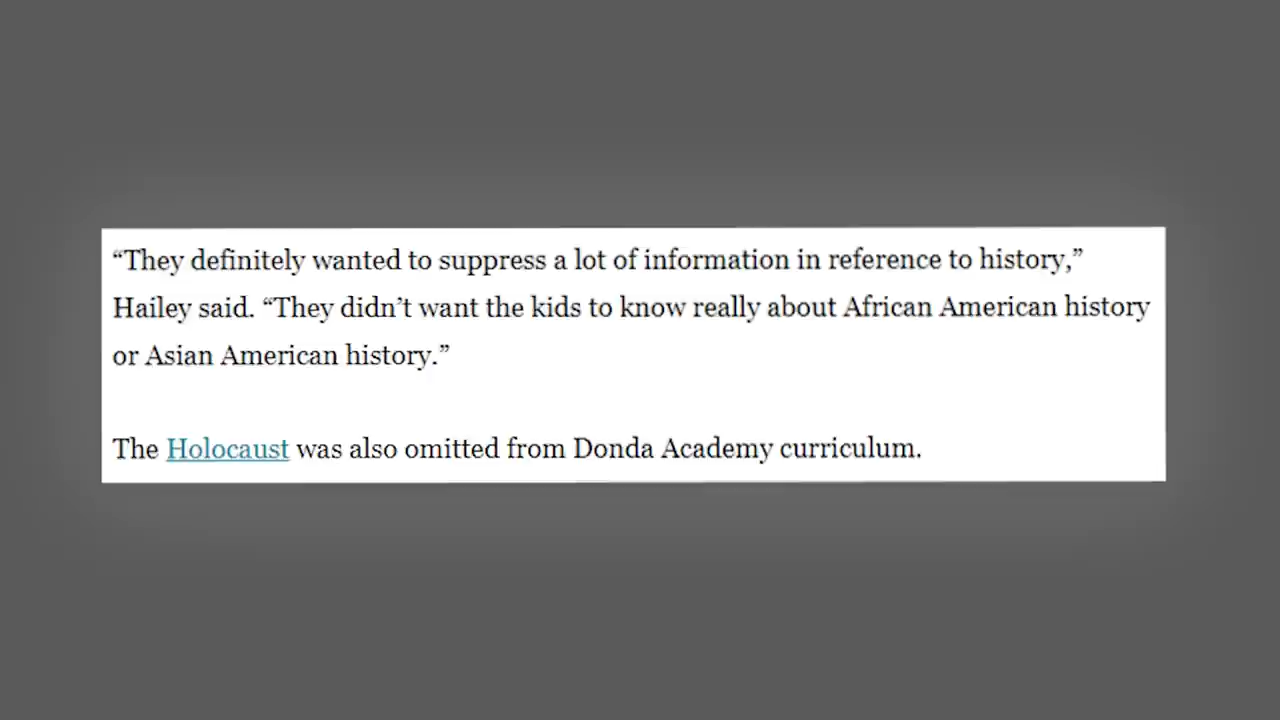 “They definitely wanted to suppress a lot of information in reference to history,”
Hailey said. “They didn’t want the kids to know really about African American history
or Asian American history.”
The Holocaust was also omitted from Donda Academy curriculum.